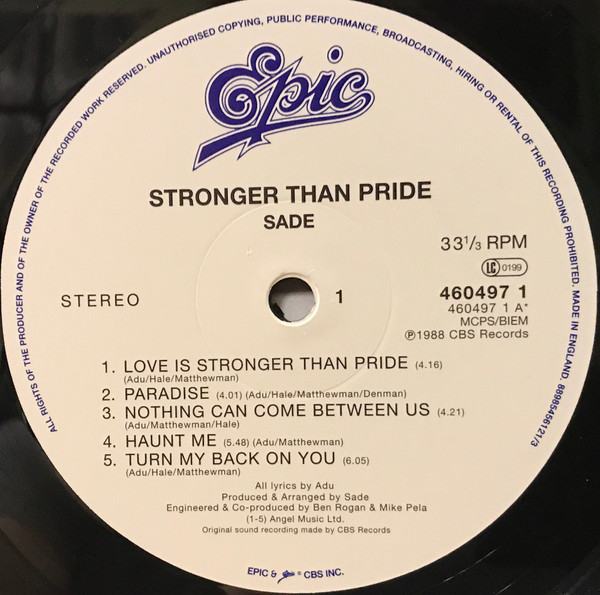 ALL RIGHTS OF THE PRODUCER AND OF THE OWNER OF THE RECORDED WORK RESERVED. UNAUTHORISED COPYING, PUBLIC PERFORMANCE, BROADCASTING, HIRING OR RENTAL OF THIS RECORDING PROHIBITED. MADE IN ENGLAND. 88985456121/3
Epic
STRONGER THAN PRIDE
SADE
33⅓ RPM
LC 0199
STEREO
1
460497 1
460497 1 A*
MCPS/BIEM
℗1988 CBS Records
1. LOVE IS STRONGER THAN PRIDE (4.16)
(Adu/Hale/Matthewman)
2. PARADISE (4.01) (Adu/Hale/Matthewman/Denman)
3. NOTHING CAN COME BETWEEN US (4.21)
(Adu/Matthewman/Hale)
4. HAUNT ME (5.48) (Adu/Matthewman)
5. TURN MY BACK ON YOU (6.05)
(Adu/Hale/Matthewman)
All lyrics by Adu
Produced & Arranged by Sade
Engineered & Co-produced by Ben Rogan & Mike Pela
(1-5) Angel Music Ltd.
Original sound recording made by CBS Records
EPIC & Epic ® CBS INC.